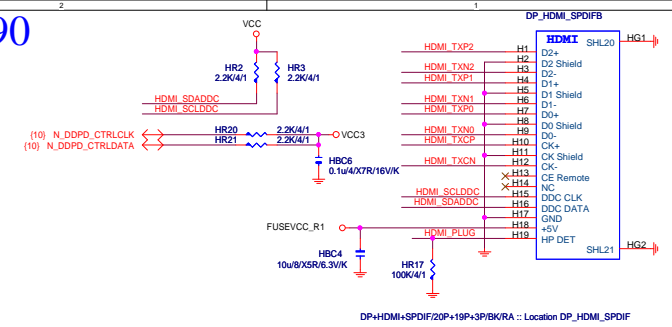 2
1
90
VCC
DP_HDMI_SPDIFB
HDMI
HR2
2.2K/4/1
HR3
2.2K/4/1
HDMI_SDADDC
HDMI_SCLDDC
{10} N_DDPD_CTRLCLK
{10} N_DDPD_CTRLDATA
HR20
2.2K/4/1
HR21
2.2K/4/1
VCC3
HBC6
0.1u/4/X7R/16V/K
FUSEVCC_R1
HBC4
10u/8/X5R/6.3V/K
HR17
100K/4/1
HDMI_TXP2 H1 D2+
H2 D2 Shield
HDMI_TXN2 H3 D2-
HDMI_TXP1 H4 D1+
H5 D1 Shield
HDMI_TXN1 H6 D1-
HDMI_TXP0 H7 D0+
H8 D0 Shield
HDMI_TXN0 H9 D0-
HDMI_TXCP H10 CK+
H11 CK Shield
HDMI_TXCN H12 CK-
H13 CE Remote
H14 NC
HDMI_SCLDDC H15 DDC CLK
HDMI_SDADDC H16 DDC DATA
H17 GND
H18 +5V
HDMI_PLUG H19 HP DET
SHL20 HG1
SHL21 HG2
DP+HDMI+SPDIF/20P+19P+3P/BK/RA :: Location DP_HDMI_SPDIF